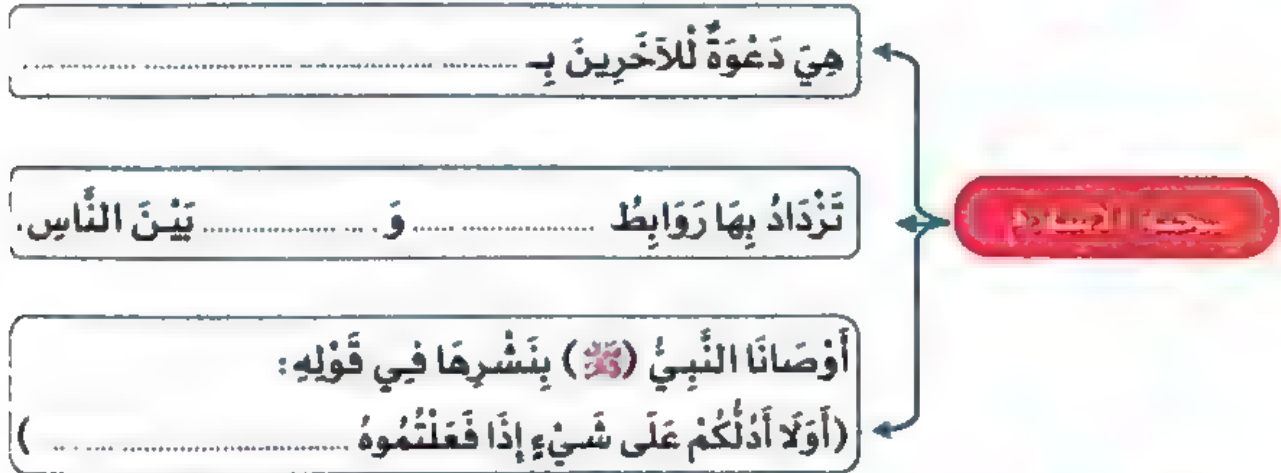 هِيَ دَعْوَةٌ لْلآخَرِينَ بِـ ........................
تَزْدَادُ بِهَا رَوَابِطُ ................ وَ ................ بَيْنَ النَّاسِ.
أَوْصَانَا النَّبِيُّ (ﷺ) بِنَشْرِهَا فِي قَوْلِهِ:
(أَوَلَا أَدُلُّكُمْ عَلَى شَيْءٍ إِذَا فَعَلْتُمُوهُ ........................ )